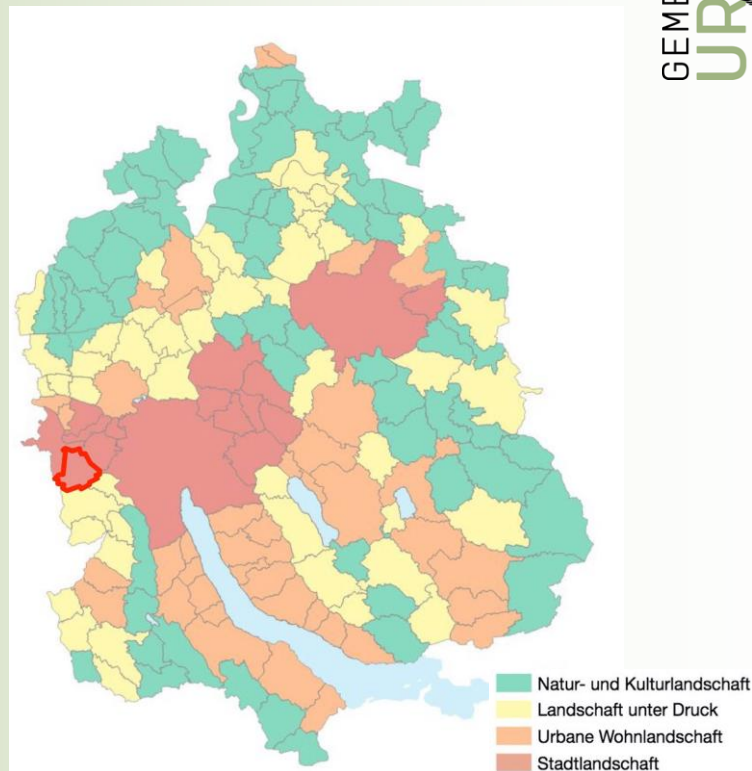 Natur- und Kulturlandschaft
Landschaft unter Druck
Urbane Wohnlandschaft
Stadtlandschaft